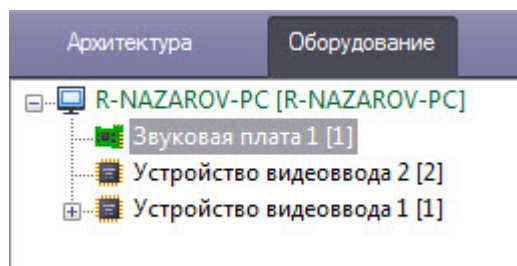 Архитектура Оборудование
R-NAZAROV-PC [R-NAZAROV-PC]
Звуковая плата 1 [1]
Устройство видеоввода 2 [2]
Устройство видеоввода 1 [1]